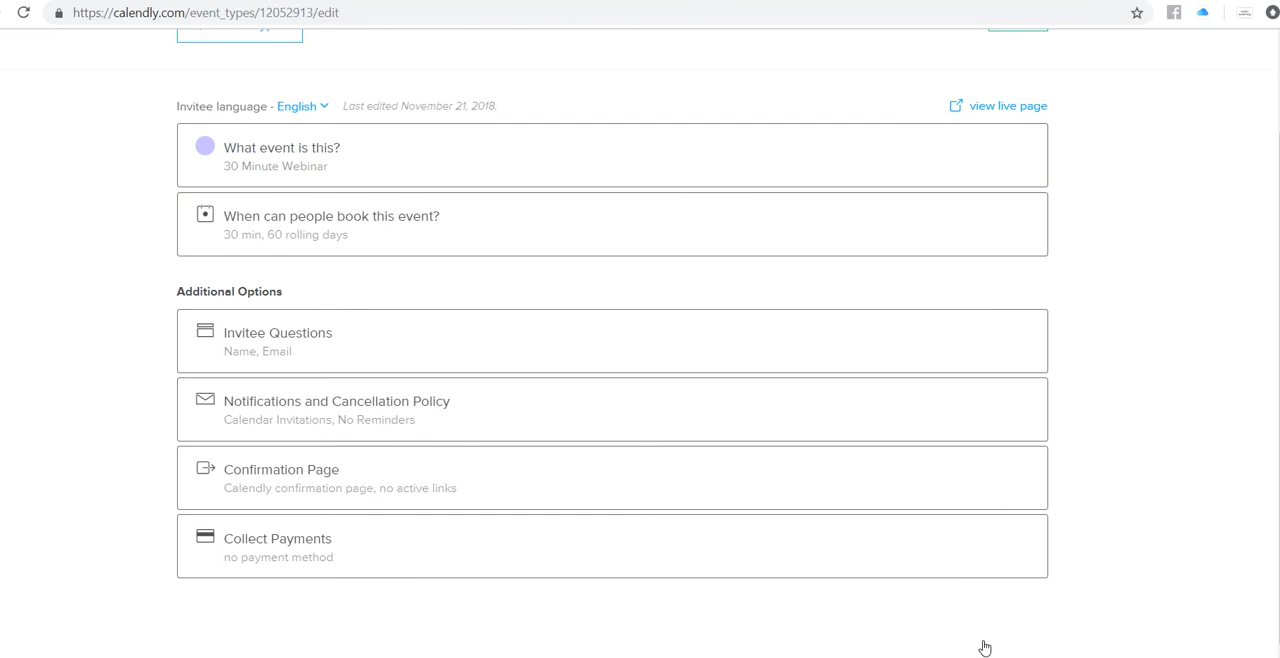 https://calendly.com/event_types/12052913/edit
Invitee language - English Last edited November 21, 2018. view live page
What event is this?
30 Minute Webinar
When can people book this event?
30 min, 60 rolling days
Additional Options
Invitee Questions
Name, Email
Notifications and Cancellation Policy
Calendar Invitations, No Reminders
Confirmation Page
Calendly confirmation page, no active links
Collect Payments
no payment method